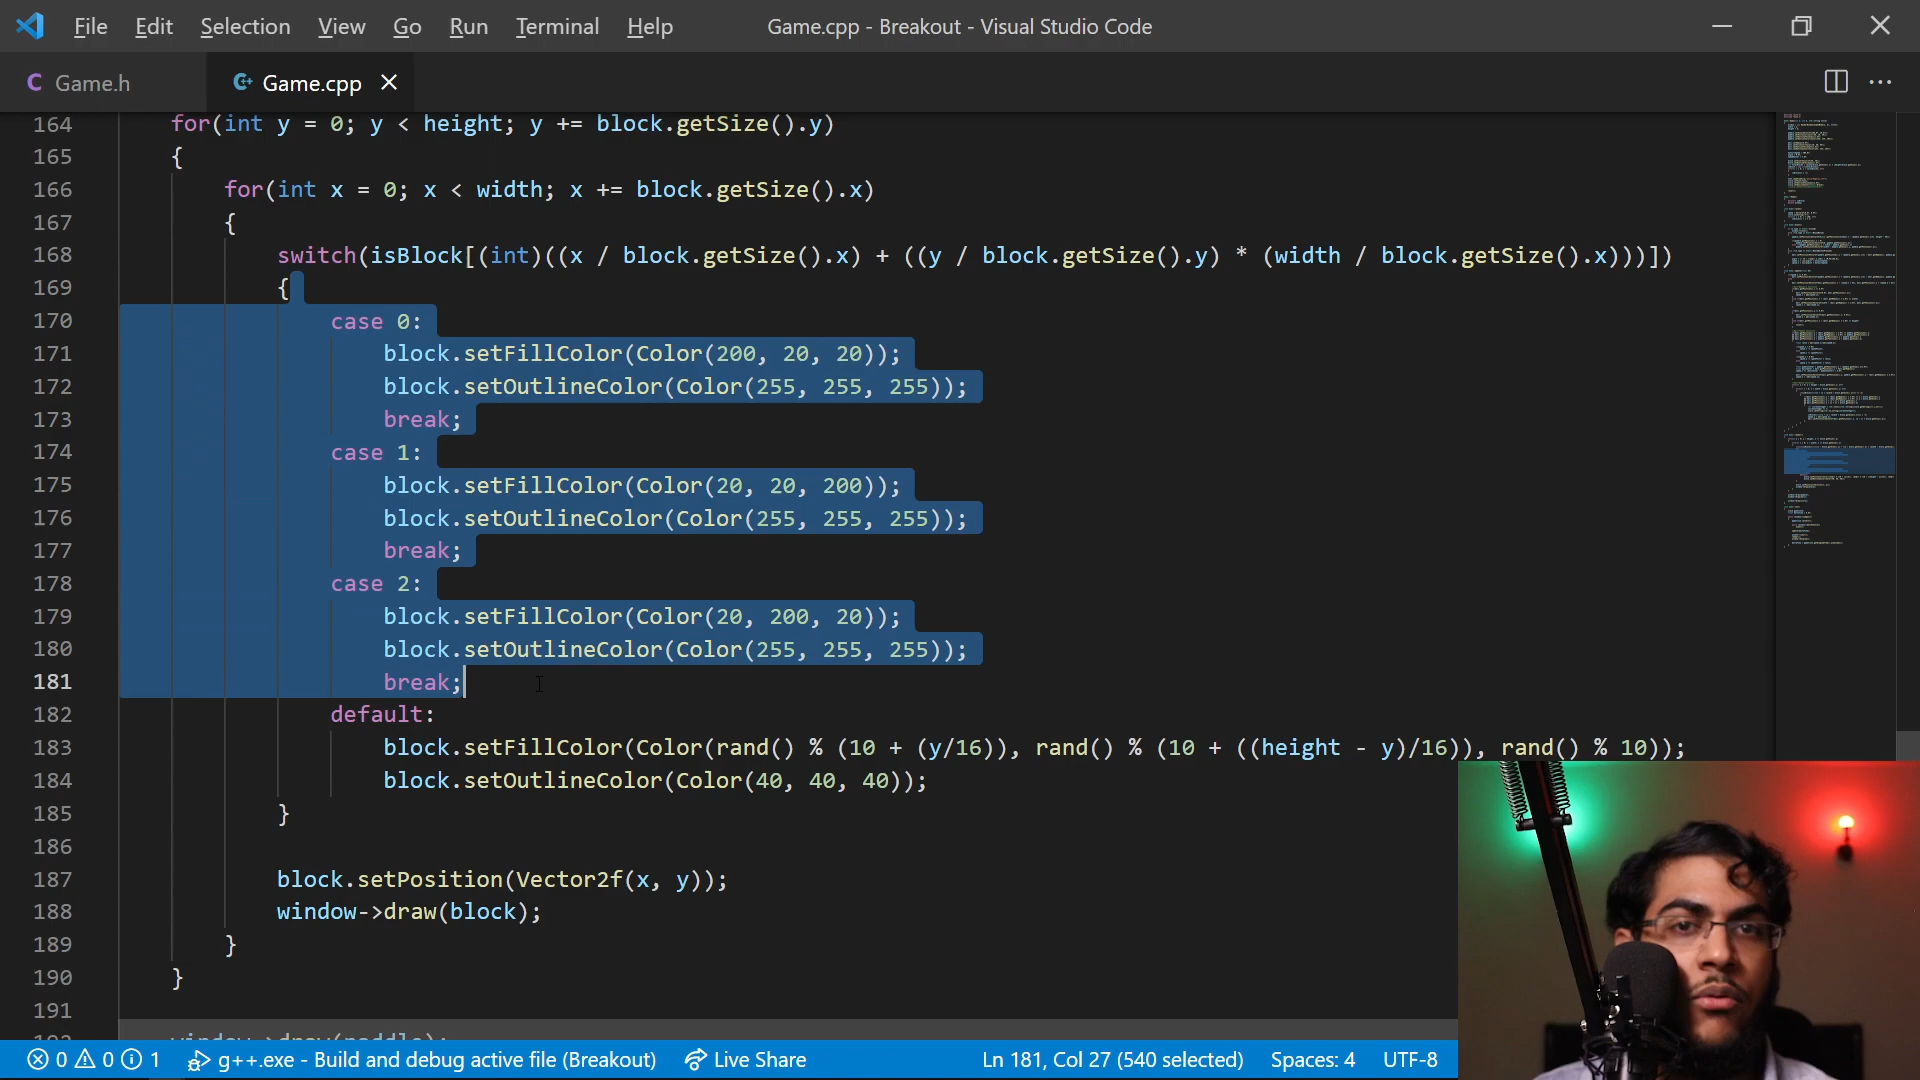 File Edit Selection View Go Run Terminal Help Game.cpp - Breakout - Visual Studio Code
Game.h Game.cpp
164 for(int y = 0; y < height; y += block.getSize().y)
165 {
166 for(int x = 0; x < width; x += block.getSize().x)
167 {
168 switch(isBlock[(int)((x / block.getSize().x) + ((y / block.getSize().y) * (width / block.getSize().x)))])
169 {
170 case 0:
171 block.setFillColor(Color(200, 20, 20));
172 block.setOutlineColor(Color(255, 255, 255));
173 break;
174 case 1:
175 block.setFillColor(Color(20, 20, 200));
176 block.setOutlineColor(Color(255, 255, 255));
177 break;
178 case 2:
179 block.setFillColor(Color(20, 200, 20));
180 block.setOutlineColor(Color(255, 255, 255));
181 break;
182 default:
183 block.setFillColor(Color(rand() % (10 + (y/16)), rand() % (10 + ((height - y)/16)), rand() % 10));
184 block.setOutlineColor(Color(40, 40, 40));
185 }
186
187 block.setPosition(Vector2f(x, y));
188 window->draw(block);
189 }
190 }
191
0 0 1 g++.exe - Build and debug active file (Breakout) Live Share Ln 181, Col 27 (540 selected) Spaces: 4 UTF-8